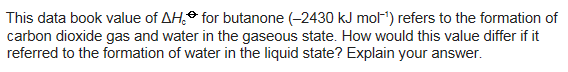 This data book value of ΔH꜀⦵ for butanone (–2430 kJ mol⁻¹) refers to the formation of
carbon dioxide gas and water in the gaseous state. How would this value differ if it
referred to the formation of water in the liquid state? Explain your answer.